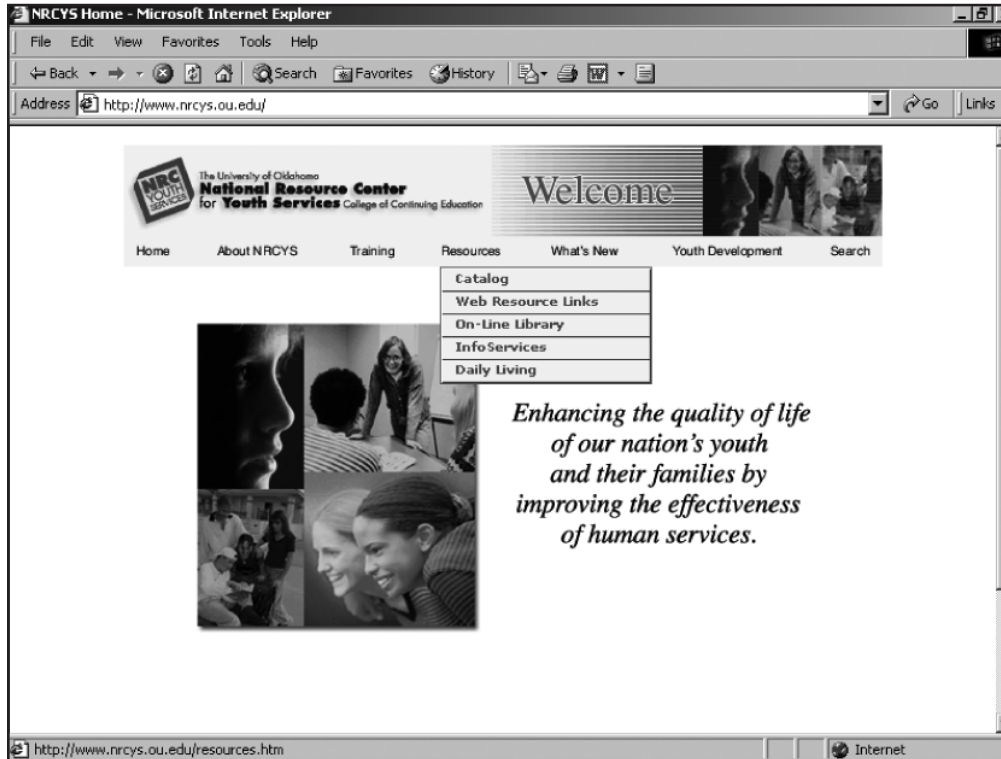 NRCYS Home - Microsoft Internet Explorer
File Edit View Favorites Tools Help
Back Search Favorites History
Address http://www.nrcys.ou.edu/ Go Links
NRC YOUTH SERVICES
The University of Oklahoma
National Resource Center
for Youth Services College of Continuing Education
Welcome
Home About NRCYS Training Resources What's New Youth Development Search
Catalog
Web Resource Links
On-Line Library
InfoServices
Daily Living
Enhancing the quality of life
of our nation's youth
and their families by
improving the effectiveness
of human services.
http://www.nrcys.ou.edu/resources.htm Internet